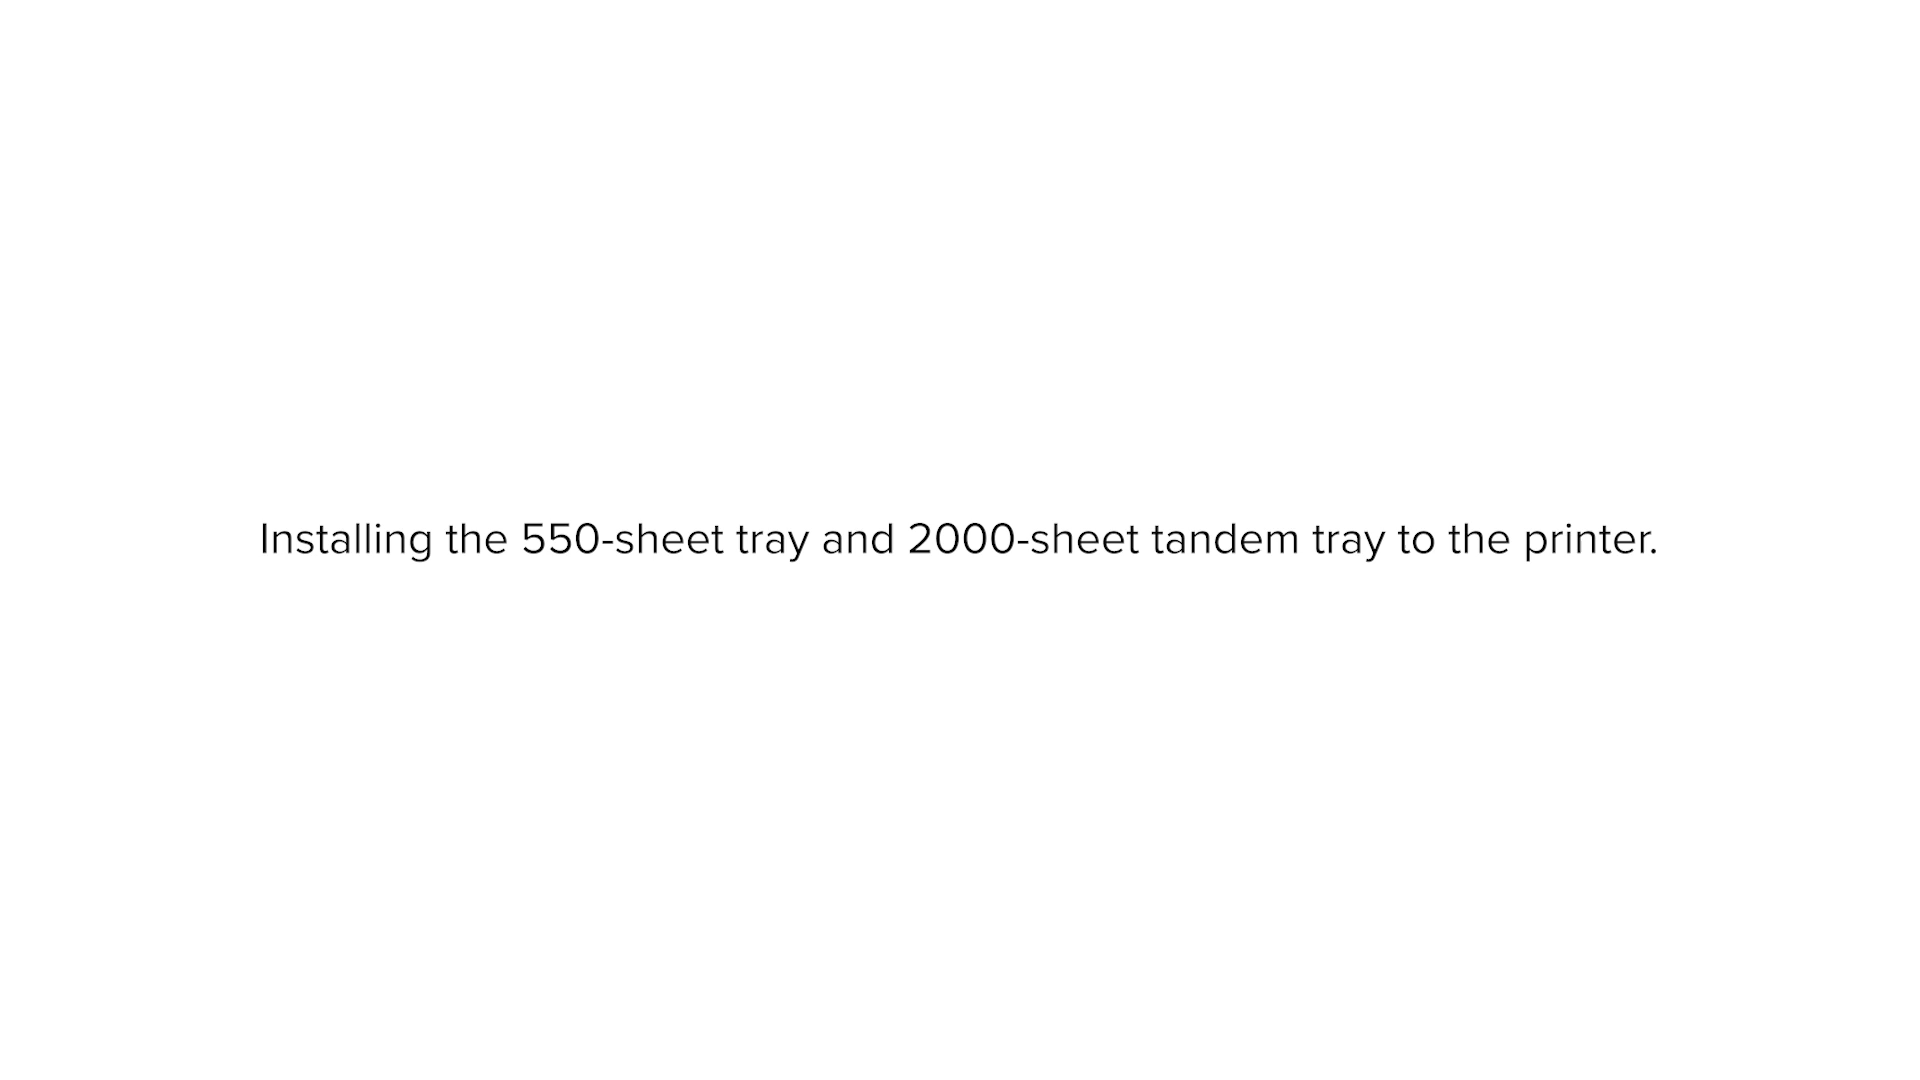 Installing the 550-sheet tray and 2000-sheet tandem tray to the printer.